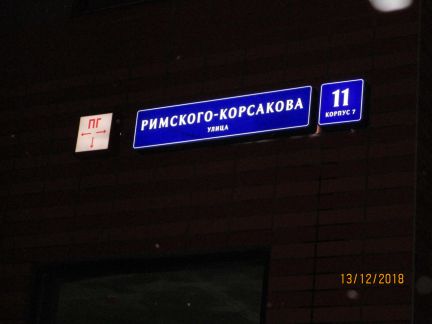 ПГ
РИМСКОГО-КОРСАКОВА
УЛИЦА
11
КОРПУС 7
13/12/2018